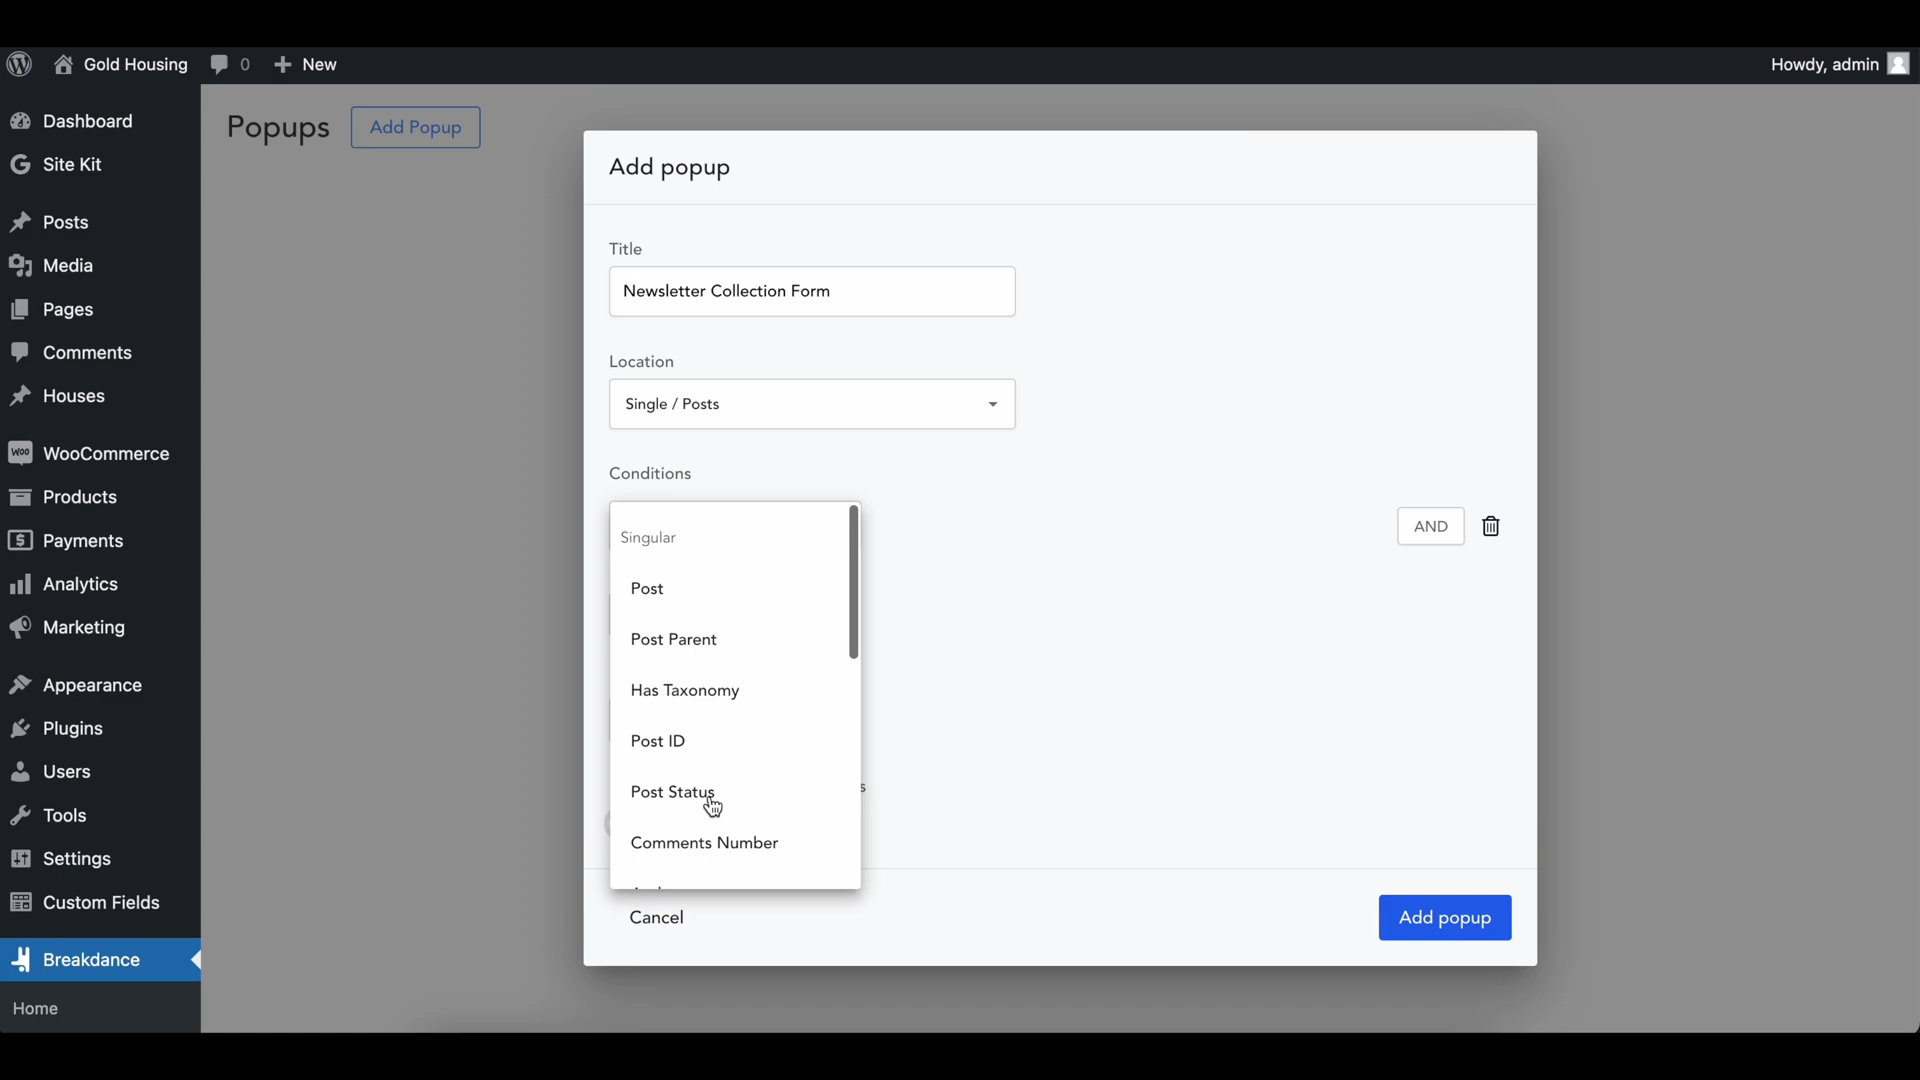 Gold Housing 0 New Howdy, admin
Dashboard
Site Kit
Posts
Media
Pages
Comments
Houses
WooCommerce
Products
Payments
Analytics
Marketing
Appearance
Plugins
Users
Tools
Settings
Custom Fields
Breakdance
Home
Popups Add Popup
Add popup
Title
Newsletter Collection Form
Location
Single / Posts
Conditions
AND
Singular
Post
Post Parent
Has Taxonomy
Post ID
Post Status
Comments Number
Cancel Add popup